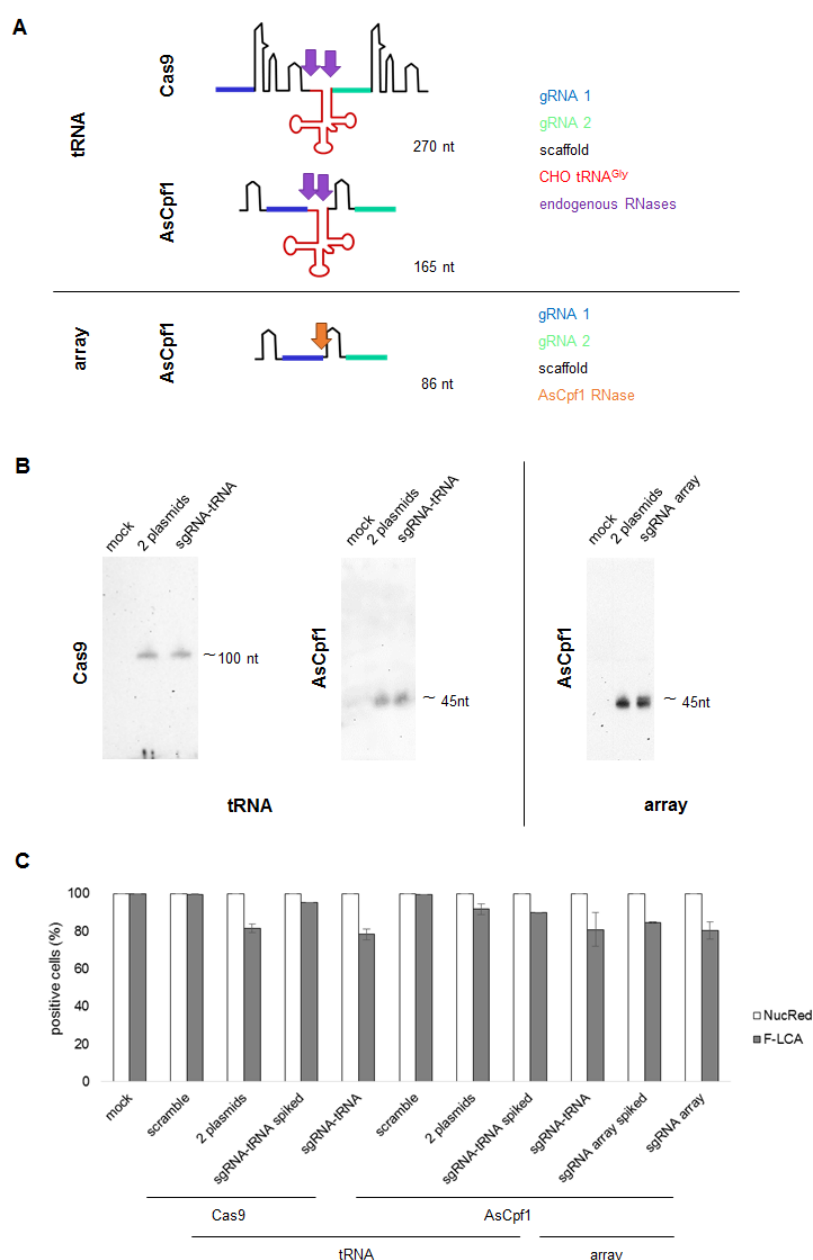 A
tRNA
Cas9
270 nt
gRNA 1
gRNA 2
scaffold
CHO tRNAGly
endogenous RNases
AsCpf1
165 nt
array
AsCpf1
86 nt
gRNA 1
gRNA 2
scaffold
AsCpf1 RNase
B
mock
2 plasmids
sgRNA-tRNA
Cas9
~100 nt
mock
2 plasmids
sgRNA-tRNA
AsCpf1
~ 45nt
tRNA
mock
2 plasmids
sgRNA array
AsCpf1
~ 45nt
array
C
positive cells (%)
100
80
60
40
20
0
NucRed
F-LCA
mock
scramble
2 plasmids
sgRNA-tRNA spiked
sgRNA-tRNA
scramble
2 plasmids
sgRNA-tRNA spiked
sgRNA-tRNA
sgRNA array spiked
sgRNA array
Cas9
AsCpf1
tRNA
array